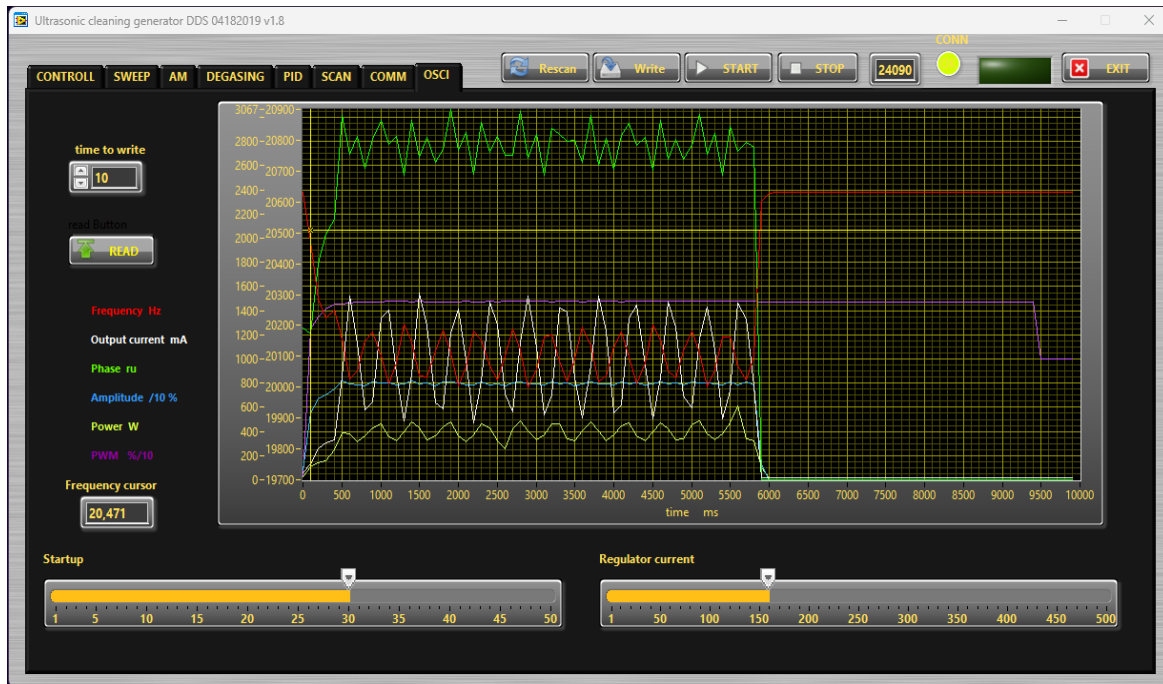 Ultrasonic cleaning generator DDS 04182019 v1.8
CONN
CONTROLL SWEEP AM DEGASING PID SCAN COMM OSCI
Rescan Write START STOP 24090 EXIT
time to write
10
read Button
READ
Frequency Hz
Output current mA
Phase ru
Amplitude /10 %
Power W
PWM %/10
Frequency cursor
20,471
3067-20900
2800-20800
2600-20700
2400-
2200-20600
2000-20500
1800-20400
1600-20300
1400-
1200-20200
1000-20100
800-20000
600-
400-19900
200-19800
0-19700
0 500 1000 1500 2000 2500 3000 3500 4000 4500 5000 5500 6000 6500 7000 7500 8000 8500 9000 9500 10000
time ms
Startup
1 5 10 15 20 25 30 35 40 45 50
Regulator current
1 50 100 150 200 250 300 350 400 450 500